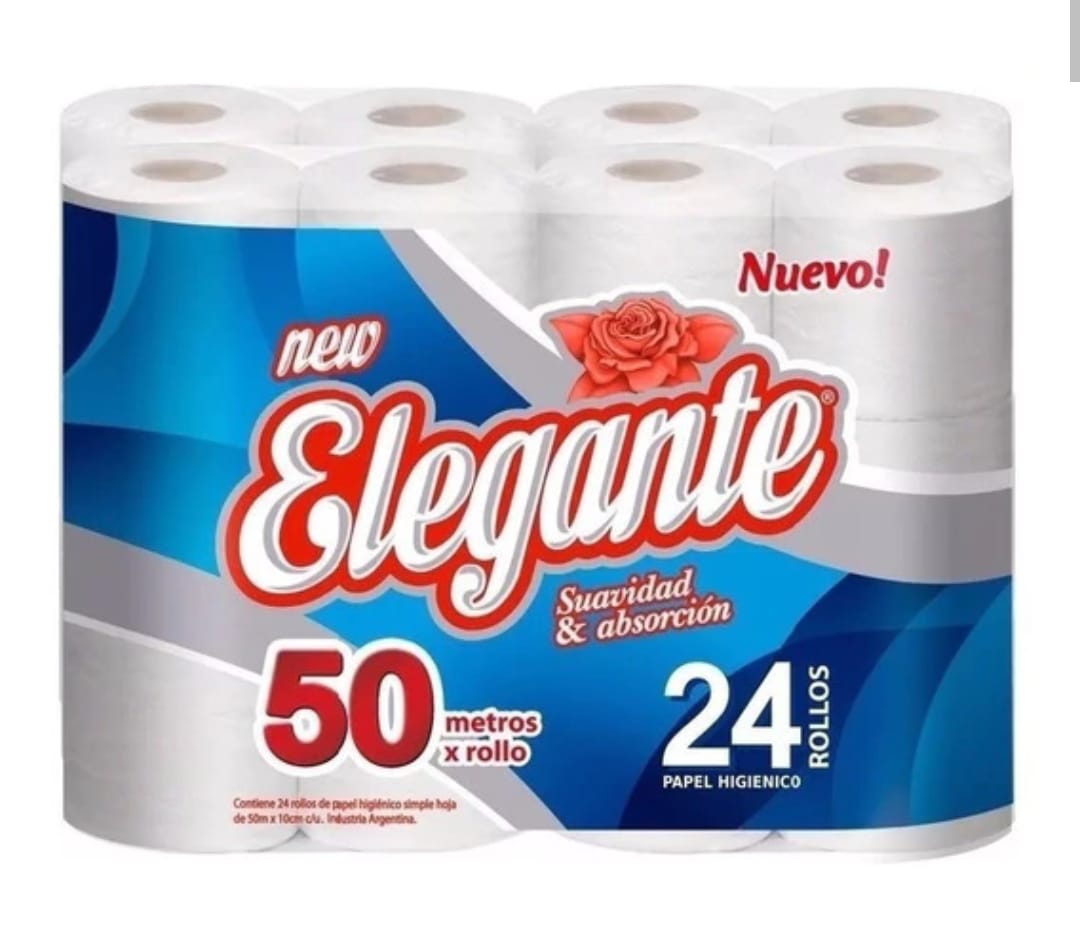 Nuevo!
new
Elegante®
Suavidad
& absorción
50
metros
x rollo
24
ROLLOS
PAPEL HIGIENICO
Contiene 24 rollos de papel higiénico simple hoja
de 50m x 10cm c/u. Industria Argentina.